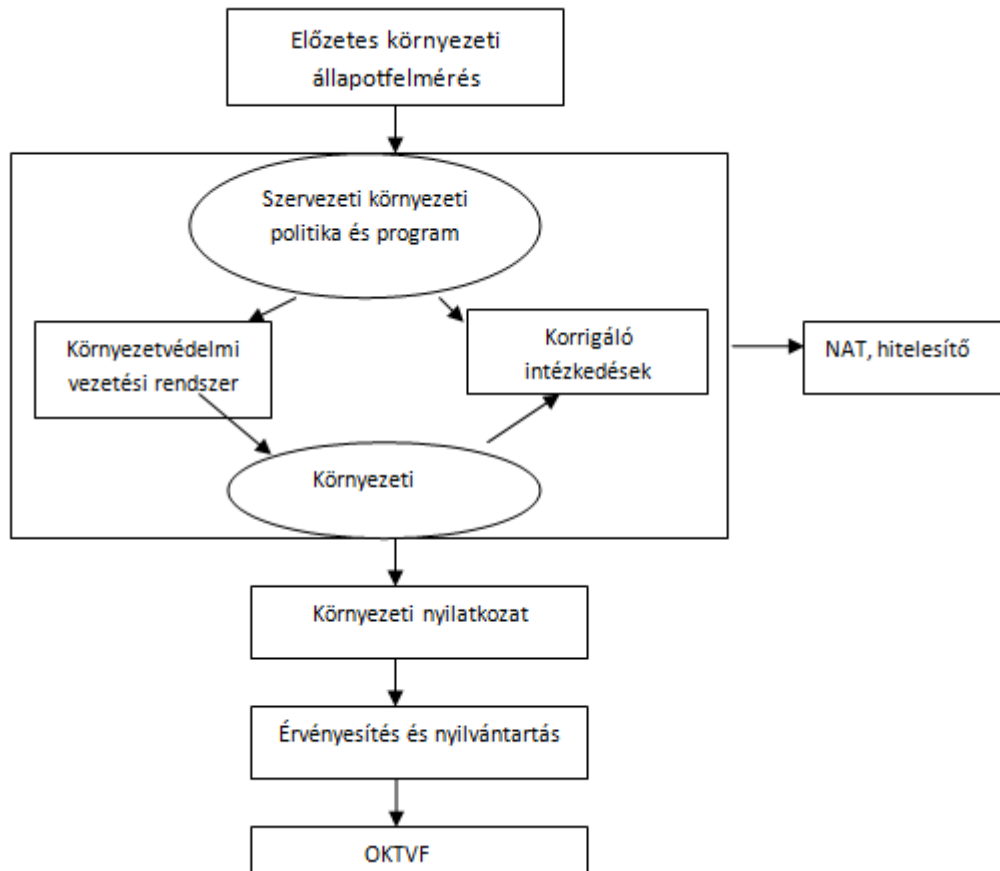 Előzetes környezeti
állapotfelmérés
Szervezeti környezeti
politika és program
Környezetvédelmi
vezetési rendszer
Korrigáló
intézkedések
NAT, hitelesítő
Környezeti
Környezeti nyilatkozat
Érvényesítés és nyilvántartás
OKTVF